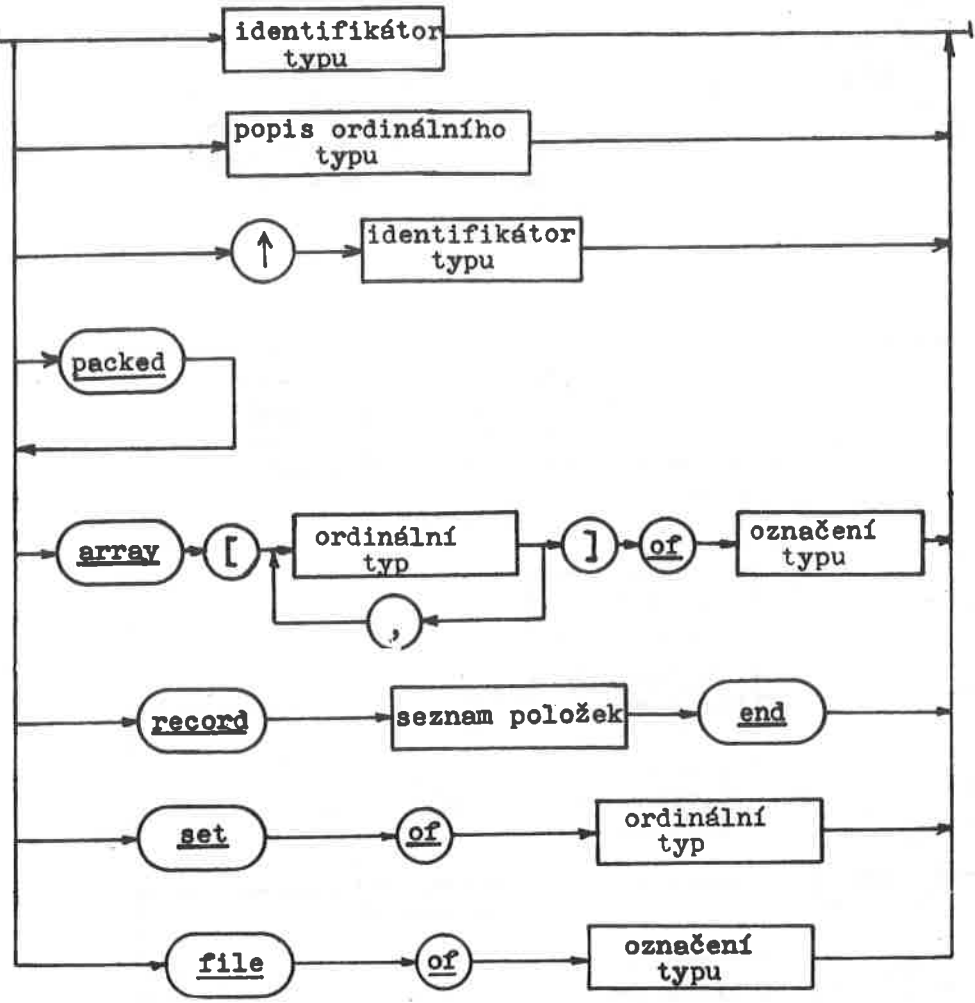 identifikátor
typu
popis ordinálního
typu
↑
identifikátor
typu
packed
array [ ordinální ] of označení
typ
typu
,
record seznam položek end
set of ordinální
typ
file of označení
typu